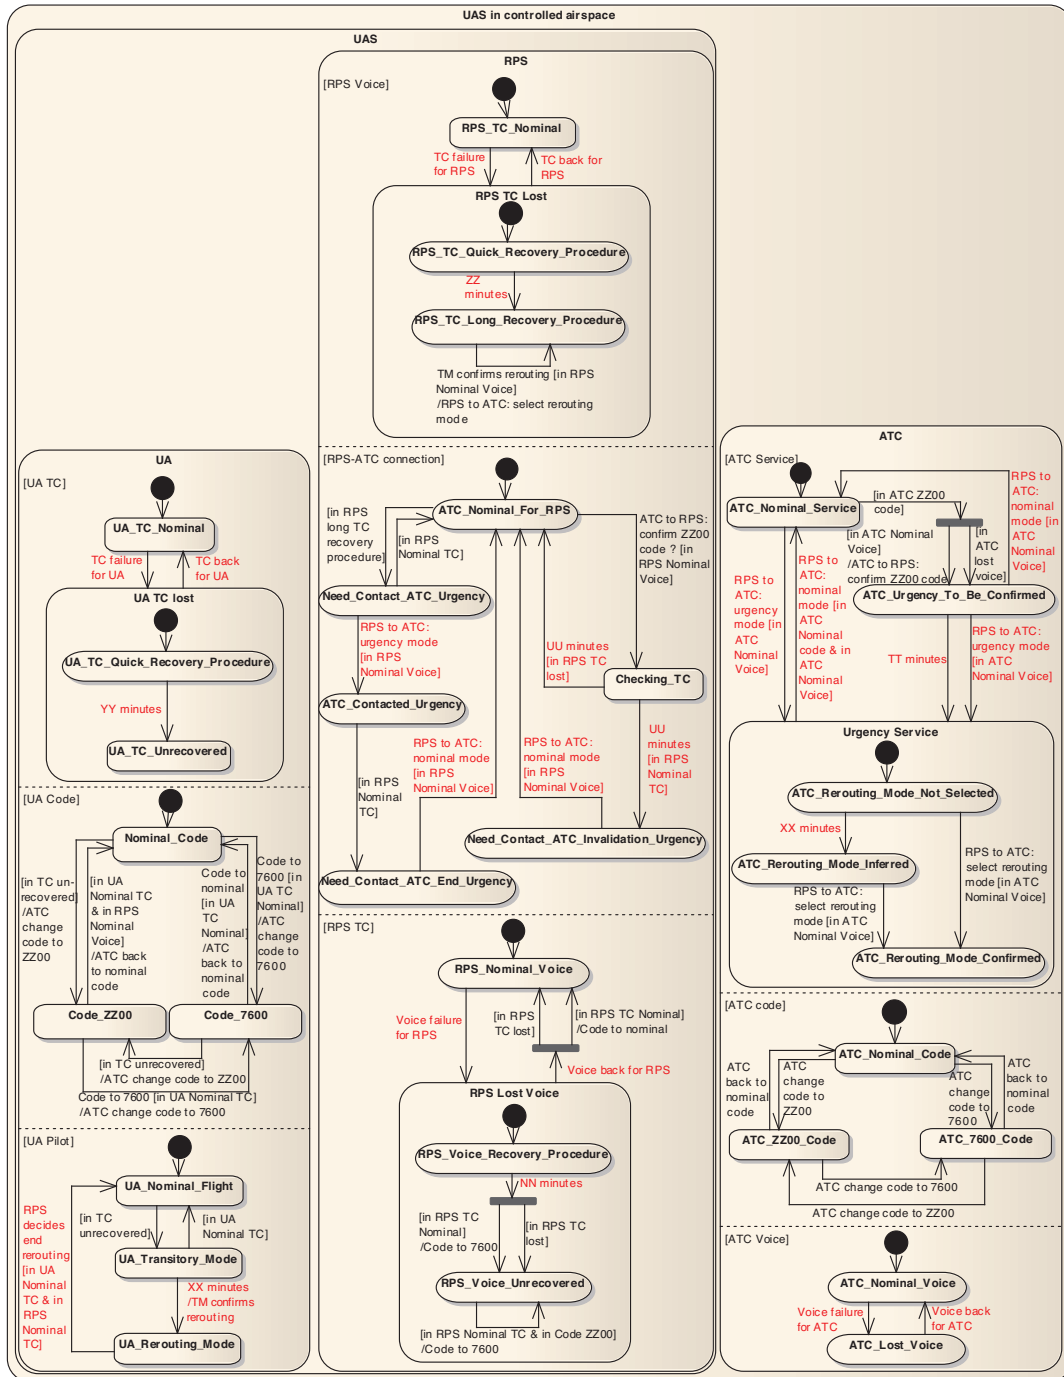 UAS in controlled airspace
UAS
RPS
[RPS Voice]
RPS_TC_Nominal
TC failure
for RPS
TC back for
RPS
RPS TC Lost
RPS_TC_Quick_Recovery_Procedure
ZZ
minutes
RPS_TC_Long_Recovery_Procedure
TM confirms rerouting [in RPS
Nominal Voice]
/RPS to ATC: select rerouting
mode
[RPS-ATC connection]
ATC_Nominal_For_RPS
[in RPS
long TC
recovery
procedure]
[in RPS
Nominal TC]
ATC to RPS:
confirm ZZ00
code ? [in
RPS Nominal
Voice]
Need_Contact_ATC_Urgency
RPS to ATC:
urgency mode
[in RPS
Nominal Voice]
UU minutes
[in RPS TC
lost]
Checking_TC
ATC_Contacted_Urgency
[in RPS
Nominal
TC]
RPS to ATC:
nominal mode
[in RPS
Nominal Voice]
RPS to ATC:
nominal mode
[in RPS
Nominal Voice]
UU
minutes
[in RPS
Nominal
TC]
Need_Contact_ATC_Invalidation_Urgency
Need_Contact_ATC_End_Urgency
[RPS TC]
RPS_Nominal_Voice
Voice failure
for RPS
[in RPS
TC lost]
[in RPS TC Nominal]
/Code to nominal
Voice back for RPS
RPS Lost Voice
RPS_Voice_Recovery_Procedure
NN minutes
[in RPS TC
Nominal]
/Code to 7600
[in RPS TC
lost]
RPS_Voice_Unrecovered
[in RPS Nominal TC & in Code ZZ00]
/Code to 7600
UA
[UA TC]
UA_TC_Nominal
TC failure
for UA
TC back
for UA
UA TC lost
UA_TC_Quick_Recovery_Procedure
YY minutes
UA_TC_Unrecovered
[UA Code]
Nominal_Code
[in TC un-
recovered]
/ATC
change
code to
ZZ00
[in UA
Nominal TC
& in RPS
Nominal
Voice]
/ATC back
to nominal
code
Code to
nominal
[in UA
TC
Nominal]
/ATC
back to
nominal
code
Code to
7600 [in
UA TC
Nominal]
/ATC
change
code to
7600
Code_ZZ00
Code_7600
[in TC unrecovered]
/ATC change code to ZZ00
Code to 7600 [in UA Nominal TC]
/ATC change code to 7600
[UA Pilot]
UA_Nominal_Flight
RPS
decides
end
rerouting
[in UA
Nominal
TC & in
RPS
Nominal
TC]
[in TC
unrecovered]
[in UA
Nominal TC]
UA_Transitory_Mode
XX minutes
/TM confirms
rerouting
UA_Rerouting_Mode
ATC
[ATC Service]
ATC_Nominal_Service
[in ATC ZZ00
code]
RPS to
ATC:
nominal
mode [in
ATC
Nominal
Voice]
[in ATC Nominal
Voice]
/ATC to RPS:
confirm ZZ00 code
[in
ATC
lost
voice]
RPS to
ATC:
urgency
mode [in
ATC
Nominal
Voice]
RPS to
ATC:
nominal
mode [in
ATC
Nominal
code & in
ATC
Nominal
Voice]
ATC_Urgency_To_Be_Confirmed
TT minutes
RPS to ATC:
urgency mode
[in ATC
Nominal Voice]
Urgency Service
ATC_Rerouting_Mode_Not_Selected
XX minutes
ATC_Rerouting_Mode_Inferred
RPS to ATC:
select rerouting
mode [in ATC
Nominal Voice]
RPS to ATC:
select
rerouting
mode [in ATC
Nominal Voice]
ATC_Rerouting_Mode_Confirmed
[ATC code]
ATC_Nominal_Code
ATC
back to
nominal
code
ATC
change
code to
ZZ00
ATC
change
code to
7600
ATC
back to
nominal
code
ATC_ZZ00_Code
ATC_7600_Code
ATC change code to 7600
ATC change code to ZZ00
[ATC Voice]
ATC_Nominal_Voice
Voice failure
for ATC
Voice back
for ATC
ATC_Lost_Voice